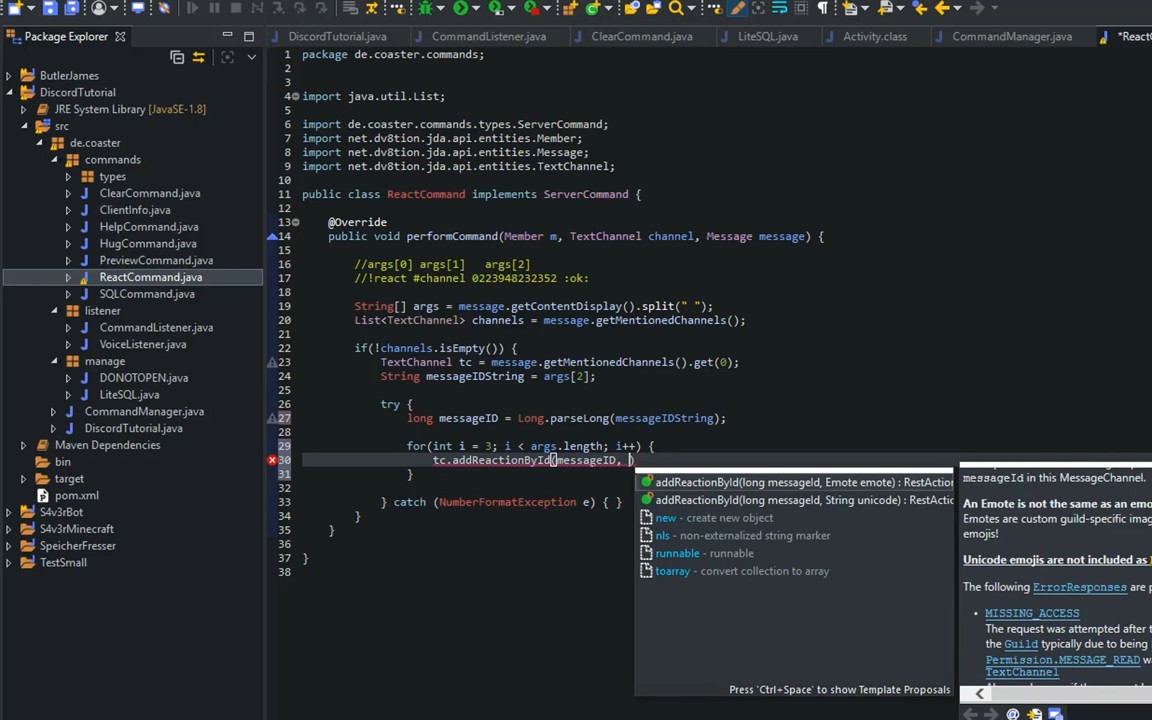 Package Explorer
DiscordTutorial.java
CommandListener.java
ClearCommand.java
LiteSQL.java
Activity.class
CommandManager.java
*ReactC
ButlerJames
DiscordTutorial
JRE System Library [JavaSE-1.8]
src
de.coaster
commands
types
ClearCommand.java
ClientInfo.java
HelpCommand.java
HugCommand.java
PreviewCommand.java
ReactCommand.java
SQLCommand.java
listener
CommandListener.java
VoiceListener.java
manage
DONOTOPEN.java
LiteSQL.java
CommandManager.java
DiscordTutorial.java
Maven Dependencies
bin
target
pom.xml
S4v3rBot
S4v3rMinecraft
SpeicherFresser
TestSmall
1 package de.coaster.commands;
2
3
4 import java.util.List;
5
6 import de.coaster.commands.types.ServerCommand;
7 import net.dv8tion.jda.api.entities.Member;
8 import net.dv8tion.jda.api.entities.Message;
9 import net.dv8tion.jda.api.entities.TextChannel;
10
11 public class ReactCommand implements ServerCommand {
12
13 @Override
14 public void performCommand(Member m, TextChannel channel, Message message) {
15
16 //args[0] args[1] args[2]
17 //!react #channel 0223948232352 :ok:
18
19 String[] args = message.getContentDisplay().split(" ");
20 List<TextChannel> channels = message.getMentionedChannels();
21
22 if(!channels.isEmpty()) {
23 TextChannel tc = message.getMentionedChannels().get(0);
24 String messageIDString = args[2];
25
26 try {
27 long messageID = Long.parseLong(messageIDString);
28
29 for(int i = 3; i < args.length; i++) {
30 tc.addReactionById(messageID, )
31 }
32
33 } catch (NumberFormatException e) { }
34 }
35 }
36
37 }
38
addReactionById(long messageId, Emote emote) : RestAction
addReactionById(long messageId, String unicode) : RestActio
new - create new object
nls - non-externalized string marker
runnable - runnable
toarray - convert collection to array
Press 'Ctrl+Space' to show Template Proposals
messageId in this MessageChannel.
An Emote is not the same as an emo
Emotes are custom guild-specific imag
emojis!
Unicode emojis are not included as
The following ErrorResponses are p
MISSING_ACCESS
The request was attempted after t
the Guild typically due to being
Permission.MESSAGE_READ w
TextChannel